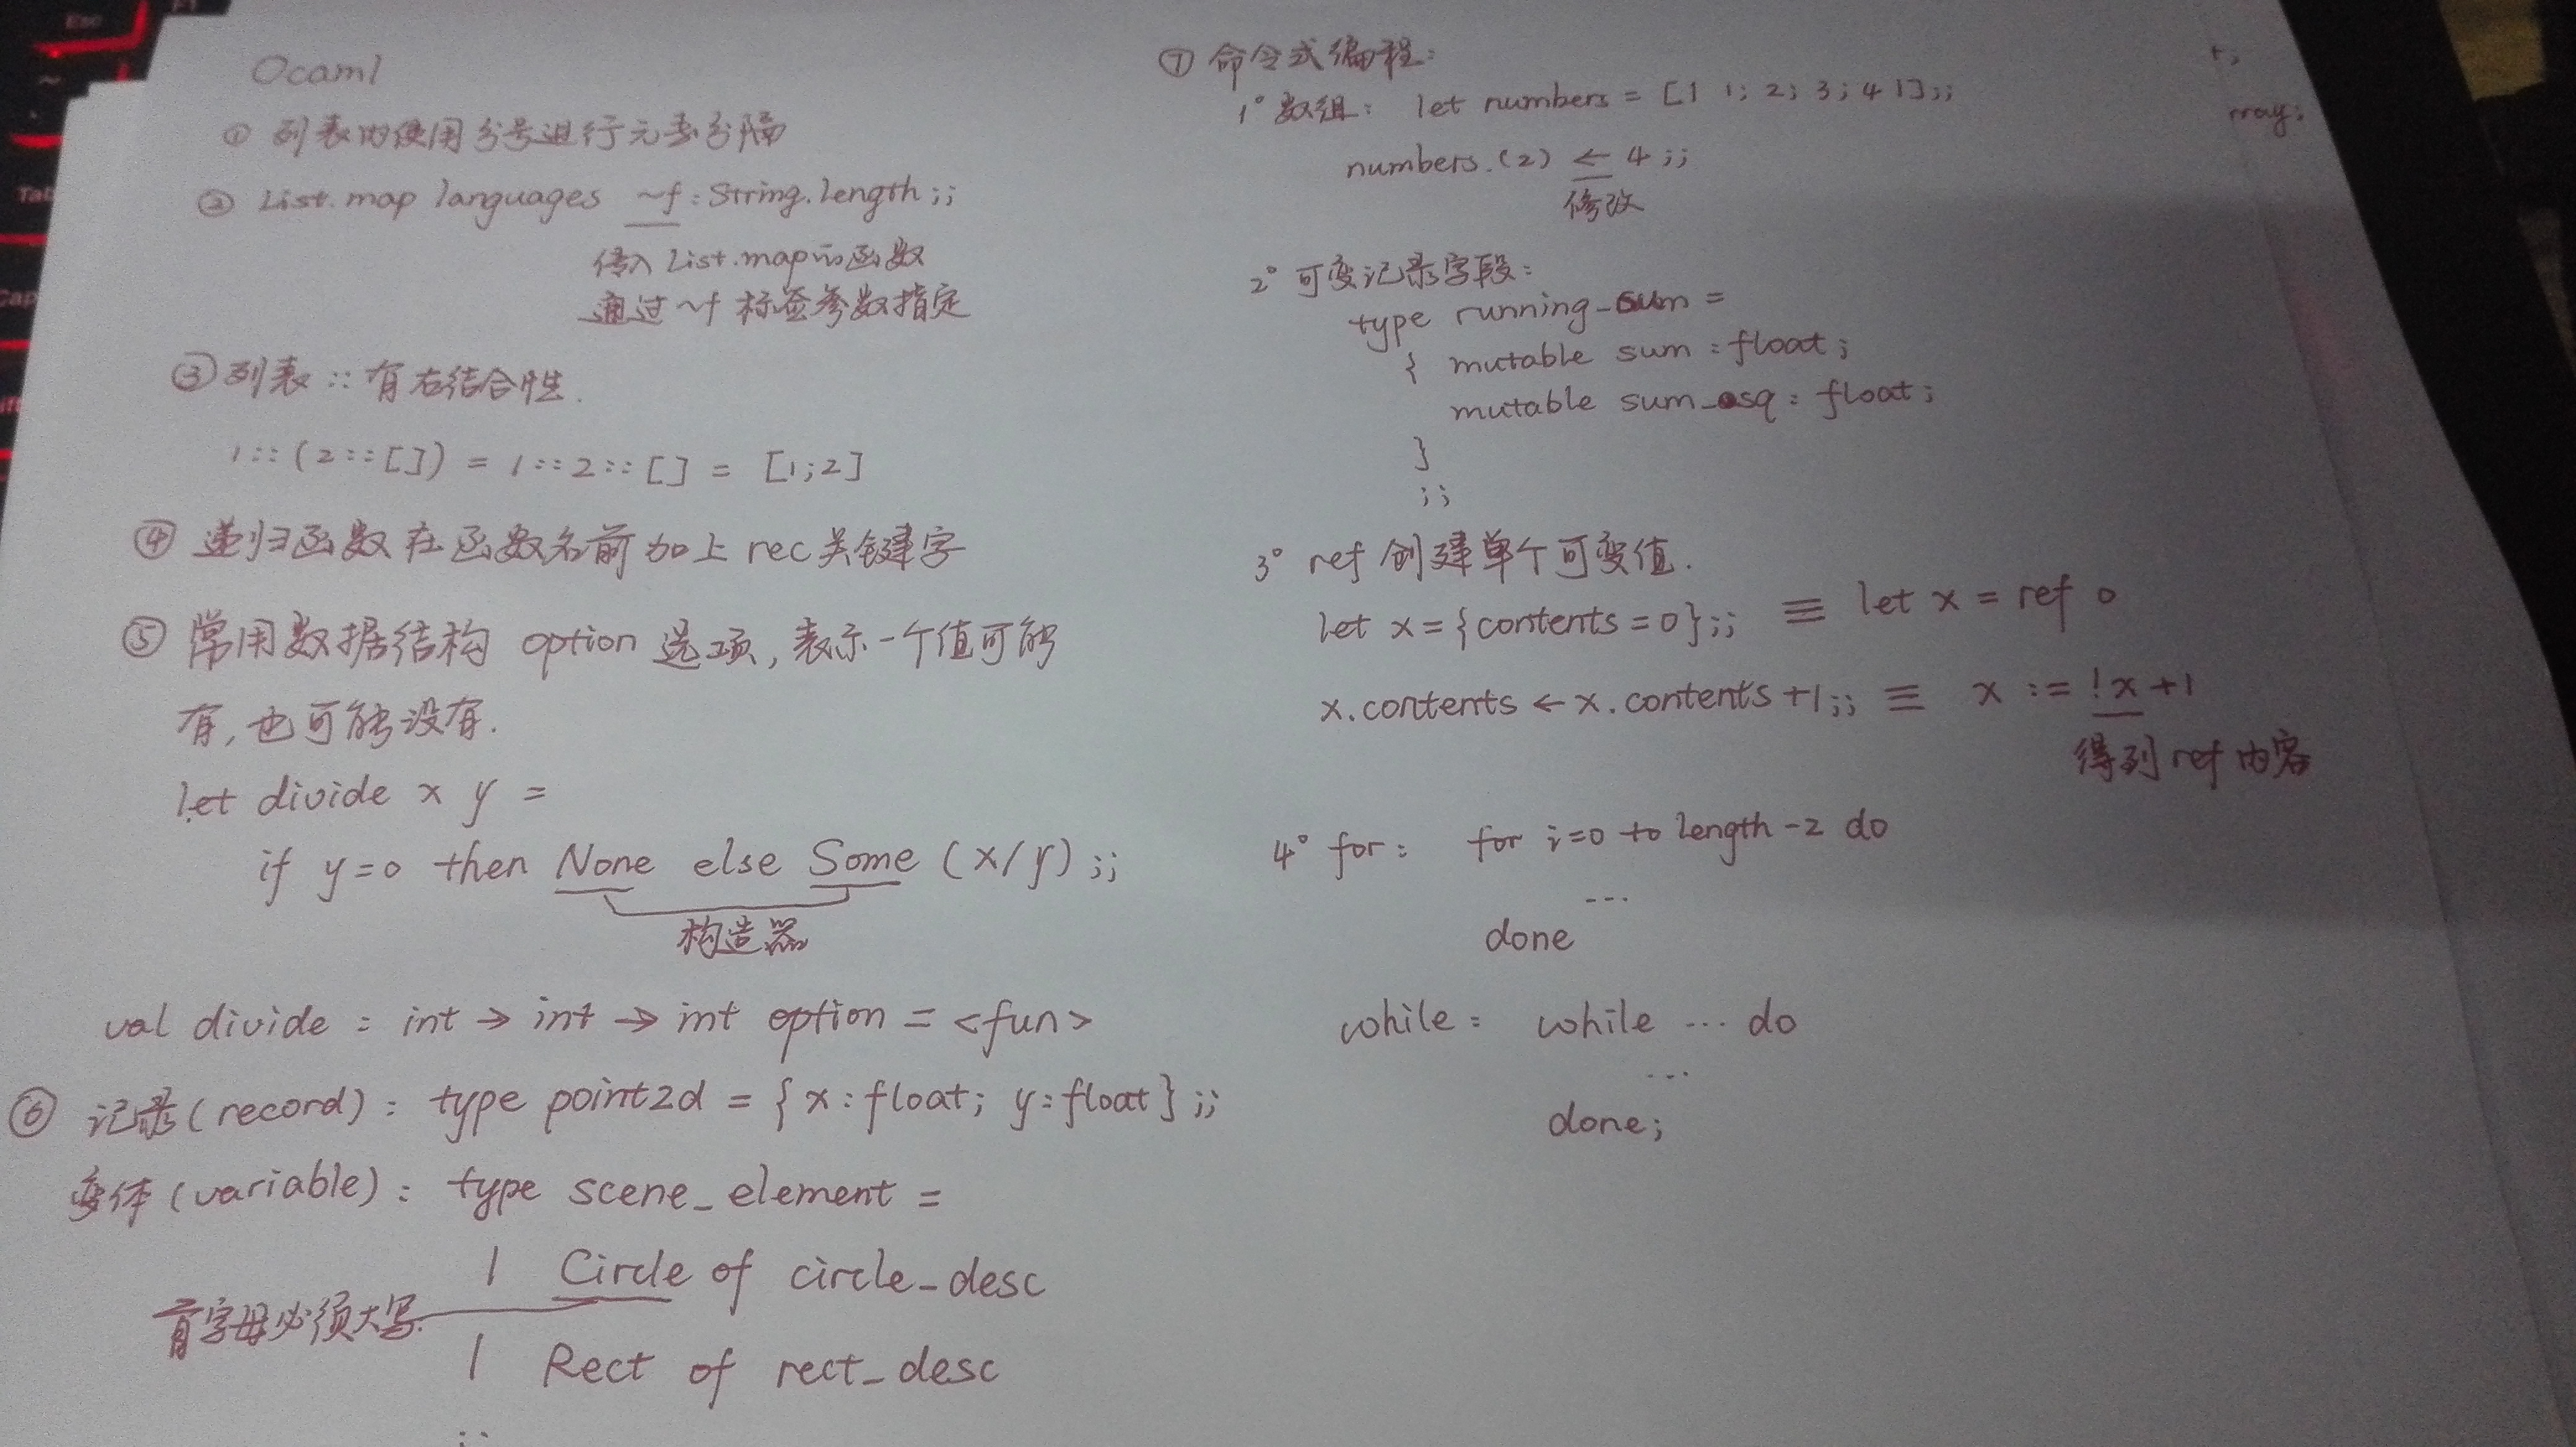 Ocaml
① 列表内使用分号进行元素分隔
② List.map languages ~f:String.length;;
传入 List.map的函数
通过 ~f 标签参数指定
③ 列表 :: 有右结合性.
1::(2::[]) = 1::2::[] = [1;2]
④ 递归函数在函数名前加上 rec关键字
⑤ 常用数据结构 option 选项, 表示一个值可能
有, 也可能没有.
let divide x y =
if y=0 then None else Some (x/y);;
构造器
val divide : int → int → int option = <fun>
⑥ 记录(record): type point2d = {x:float; y:float};;
变体(variable): type scene_element =
| Circle of circle_desc
首字母必须大写.
| Rect of rect_desc
;;
⑦ 命令式编程:
1° 数组: let numbers = [| 1; 2; 3; 4 |];;
numbers.(2) ← 4;;
修改
2° 可变记录字段:
type running_sum =
{ mutable sum : float;
mutable sum_sq : float;
}
;;
3° ref 创建单个可变值.
let x = {contents=0};; ≡ let x = ref 0
x.contents ← x.contents +1;; ≡ x := !x +1
得到 ref 内容
4° for: for i=0 to length-2 do
...
done
while: while ... do
...
done;